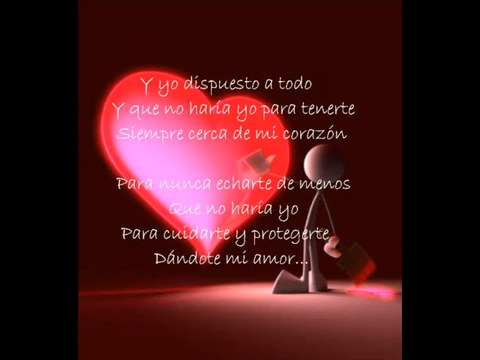 Y yo dispuesto a todo
Y que no haría yo para tenerte
Siempre cerca de mi corazón
Para nunca echarte de menos
Que no haría yo
Para cuidarte y protegerte
Dándote mi amor...